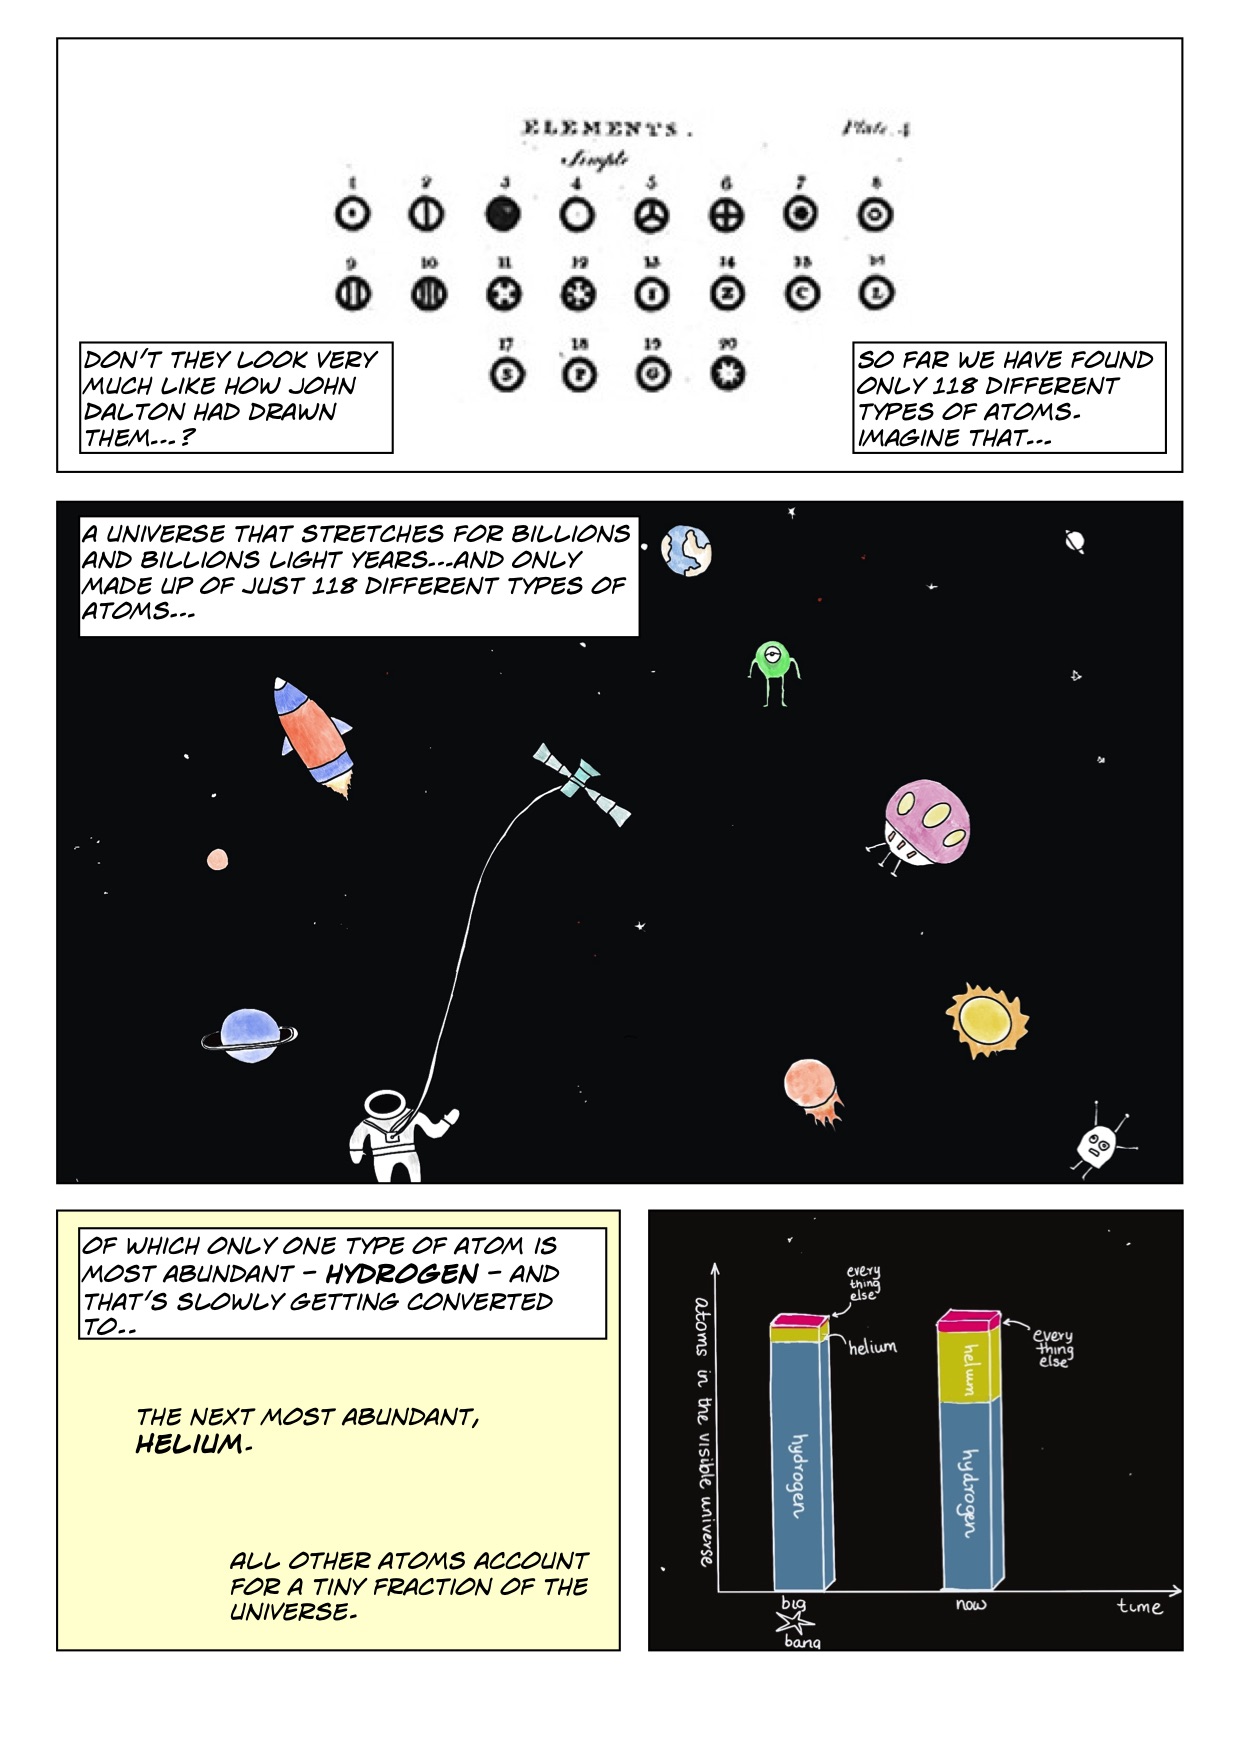 ELEMENTS. Plate. 4
Simple
1 2 3 4 5 6 7 8
9 10 11 12 13 14 15 16
I Z C L
17 18 19 20
S P G
DON'T THEY LOOK VERY
MUCH LIKE HOW JOHN
DALTON HAD DRAWN
THEM...?
SO FAR WE HAVE FOUND
ONLY 118 DIFFERENT
TYPES OF ATOMS.
IMAGINE THAT...
A UNIVERSE THAT STRETCHES FOR BILLIONS
AND BILLIONS LIGHT YEARS...AND ONLY
MADE UP OF JUST 118 DIFFERENT TYPES OF
ATOMS...
OF WHICH ONLY ONE TYPE OF ATOM IS
MOST ABUNDANT - HYDROGEN - AND
THAT'S SLOWLY GETTING CONVERTED
TO..
THE NEXT MOST ABUNDANT,
HELIUM.
ALL OTHER ATOMS ACCOUNT
FOR A TINY FRACTION OF THE
UNIVERSE.
atoms in the visible universe
every
thing
else
helium
hydrogen
every
thing
else
helium
hydrogen
big
bang
now
time